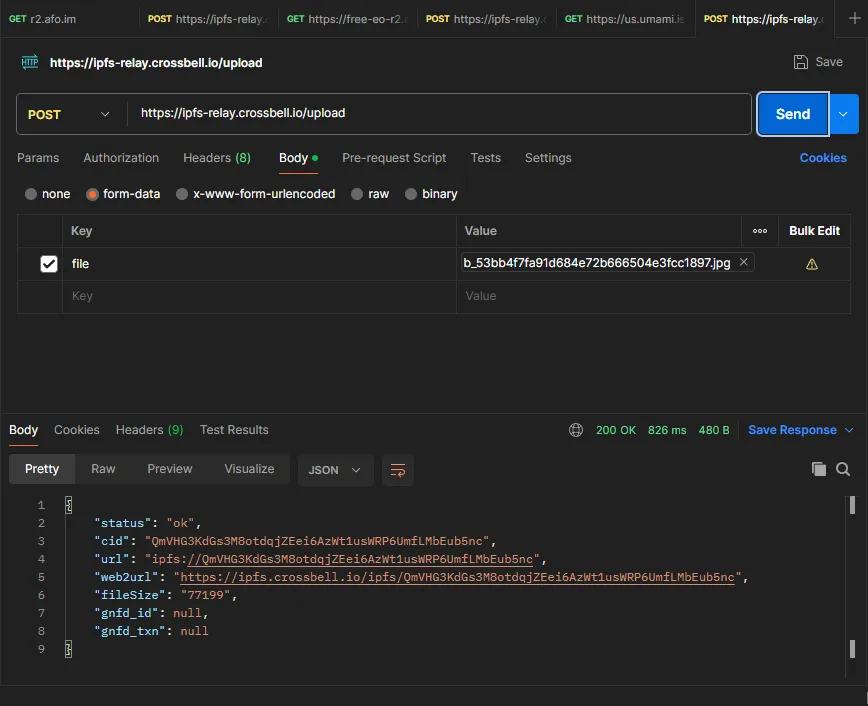 GET r2.afo.im POST https://ipfs-relay. GET https://free-eo-r2. POST https://ipfs-relay. GET https://us.umami.is POST https://ipfs-relay.
HTTP https://ipfs-relay.crossbell.io/upload Save
POST https://ipfs-relay.crossbell.io/upload Send
Params Authorization Headers (8) Body Pre-request Script Tests Settings Cookies
none form-data x-www-form-urlencoded raw binary
Key Value Bulk Edit
file b_53bb4f7fa91d684e72b666504e3fcc1897.jpg
Key Value
Body Cookies Headers (9) Test Results 200 OK 826 ms 480 B Save Response
Pretty Raw Preview Visualize JSON
1 {
2 "status": "ok",
3 "cid": "QmVHG3KdGs3M8otdqjZEei6AzWt1usWRP6UmfLMbEub5nc",
4 "url": "ipfs://QmVHG3KdGs3M8otdqjZEei6AzWt1usWRP6UmfLMbEub5nc",
5 "web2url": "https://ipfs.crossbell.io/ipfs/QmVHG3KdGs3M8otdqjZEei6AzWt1usWRP6UmfLMbEub5nc",
6 "fileSize": "77199",
7 "gnfd_id": null,
8 "gnfd_txn": null
9 }